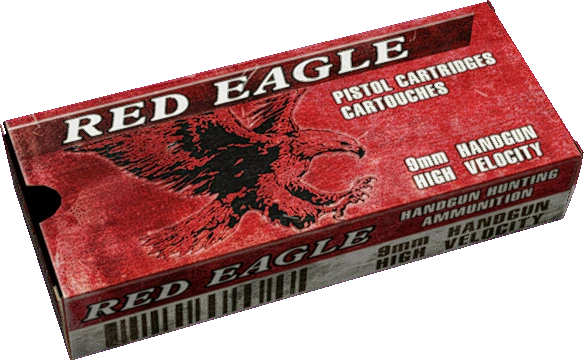 RED EAGLE
PISTOL CARTRIDGES
CARTOUCHES
9mm HANDGUN
HIGH VELOCITY
HANDGUN HUNTING
AMMUNITION
RED EAGLE
9mm HANDGUN
HIGH VELOCITY